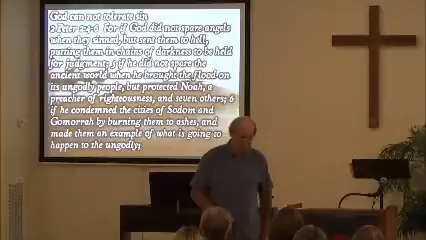 God can not tolerate sin
2 Peter 2:4-6 For if God did not spare angels
when they sinned, but sent them to hell,
putting them in chains of darkness to be held
for judgment; 5 if he did not spare the
ancient world when he brought the flood on
its ungodly people, but protected Noah, a
preacher of righteousness, and seven others; 6
if he condemned the cities of Sodom and
Gomorrah by burning them to ashes, and
made them an example of what is going to
happen to the ungodly;